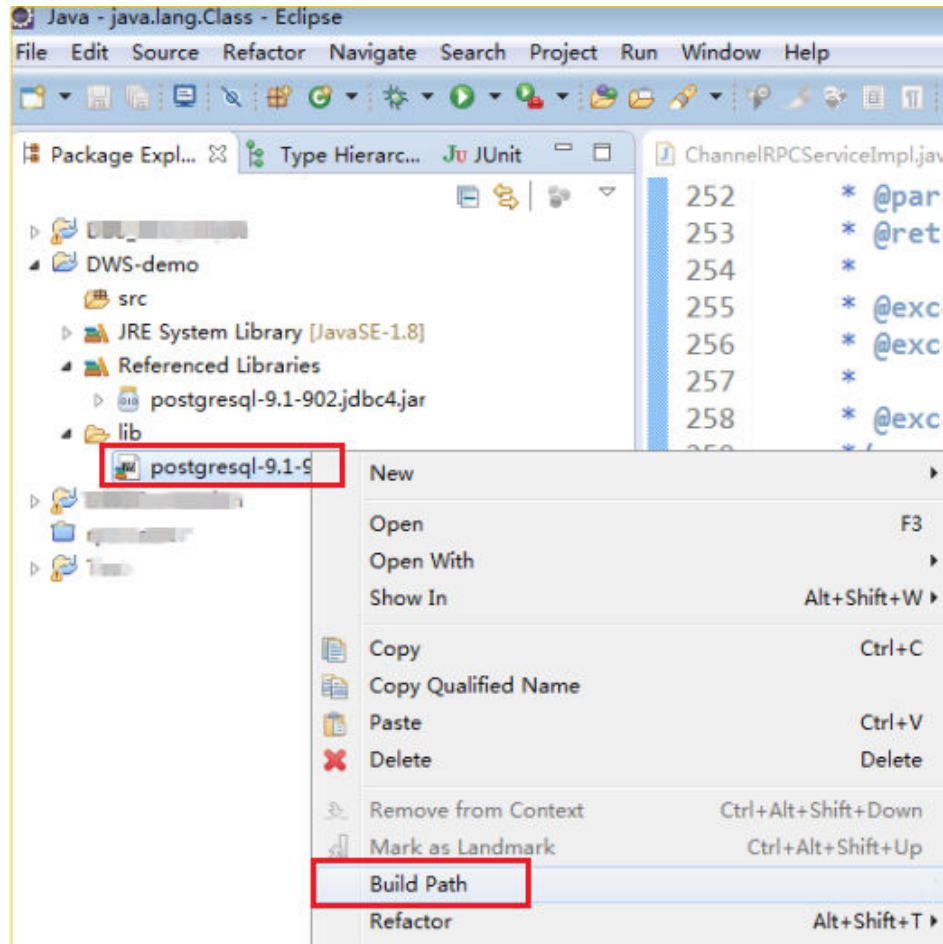 Java - java.lang.Class - Eclipse
File Edit Source Refactor Navigate Search Project Run Window Help
Package Expl... Type Hierarc... Ju JUnit
ChannelRPCServiceImpl.jav
252 * @par
253 * @ret
254 *
255 * @exc
256 * @exc
257 *
258 * @exc
DWS-demo
src
JRE System Library [JavaSE-1.8]
Referenced Libraries
postgresql-9.1-902.jdbc4.jar
lib
postgresql-9.1-9
New
Open F3
Open With
Show In Alt+Shift+W
Copy Ctrl+C
Copy Qualified Name
Paste Ctrl+V
Delete Delete
Remove from Context Ctrl+Alt+Shift+Down
Mark as Landmark Ctrl+Alt+Shift+Up
Build Path
Refactor Alt+Shift+T